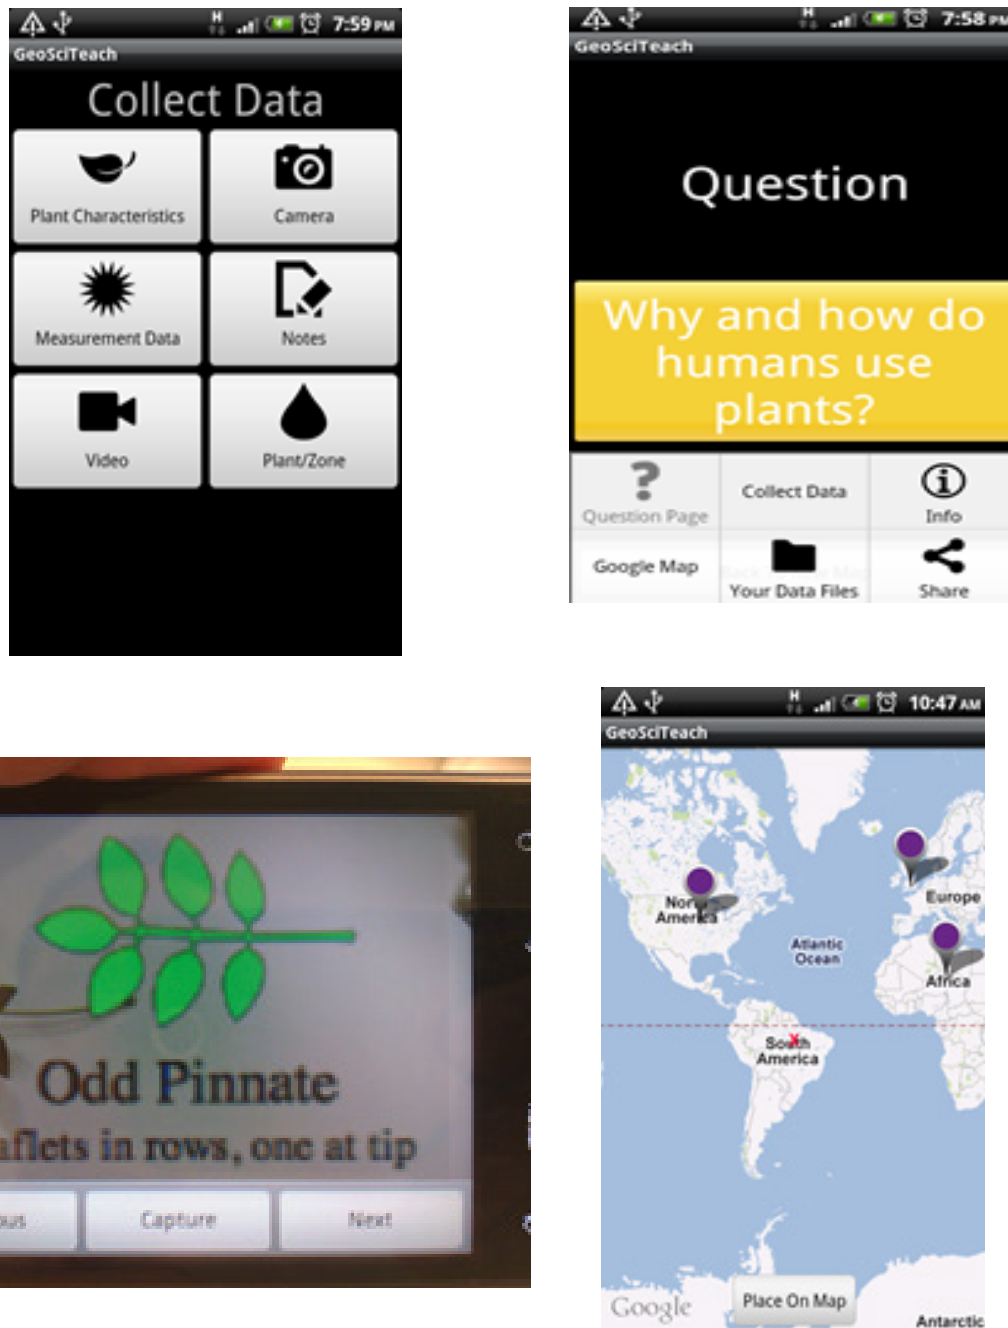 7:59 PM
GeoSciTeach
Collect Data
Plant Characteristics
Camera
Measurement Data
Notes
Video
Plant/Zone
H
7:58 PM
GeoSciTeach
Question
Why and how do
humans use
plants?
Question Page
Collect Data
Info
Google Map
Your Data Files
Share
Odd Pinnate
aflets in rows, one at tip
ous
Capture
Next
H
10:47 AM
GeoSciTeach
North
America
Europe
Atlantic
Ocean
Africa
South
America
Google
Place On Map
Antarctic